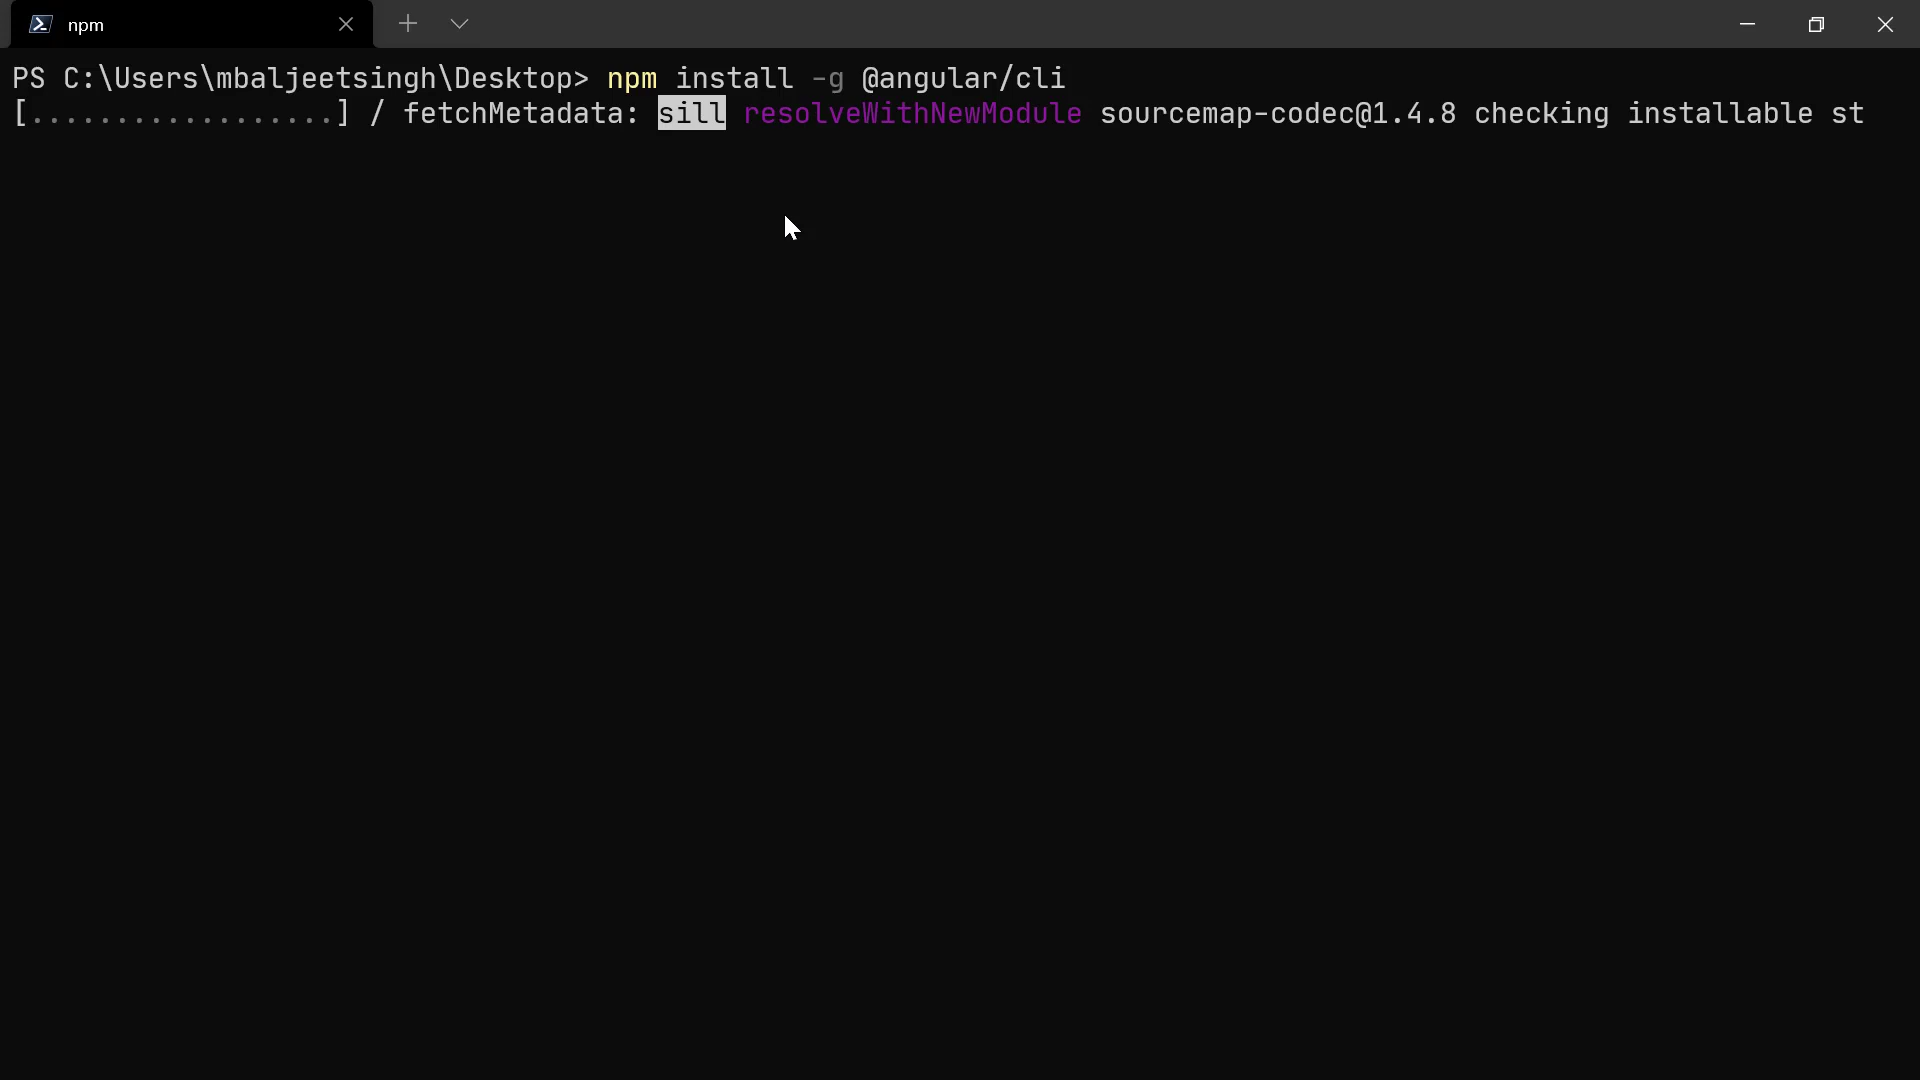 npm
PS C:\Users\mbaljeetsingh\Desktop> npm install -g @angular/cli
[..................] / fetchMetadata: sill resolveWithNewModule sourcemap-codec@1.4.8 checking installable st